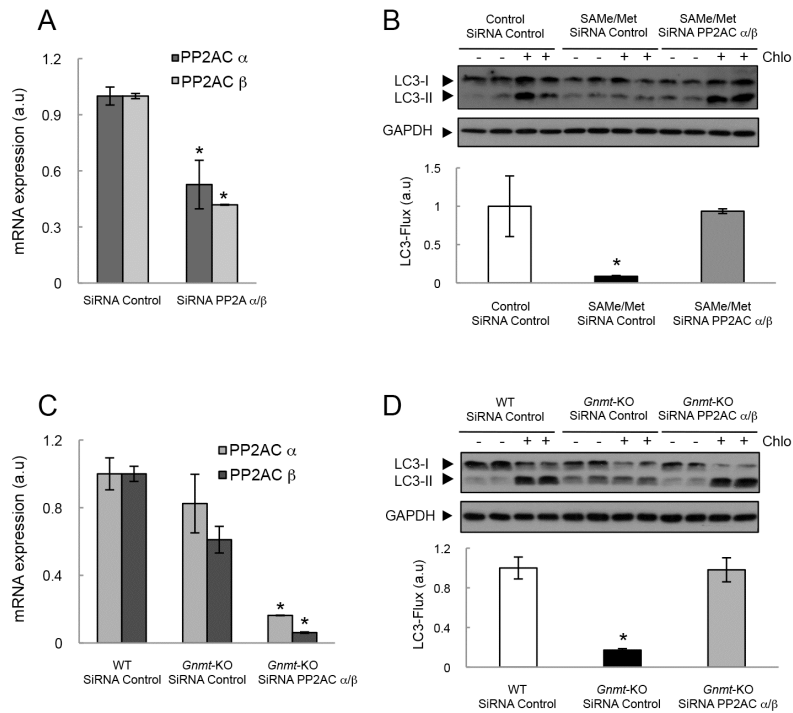 A
mRNA expression (a.u)
1.2
0.9
0.6
0.3
0
PP2AC α
PP2AC β
*
*
SiRNA Control
SiRNA PP2A α/β
B
Control
SiRNA Control
SAMe/Met
SiRNA Control
SAMe/Met
SiRNA PP2AC α/β
- - + + - - + + - - + + Chlo
LC3-I
LC3-II
GAPDH
LC3-Flux (a.u)
1.5
1
0.5
0
*
Control
SiRNA Control
SAMe/Met
SiRNA Control
SAMe/Met
SiRNA PP2AC α/β
C
mRNA expression (a.u)
1.2
0.8
0.4
0
PP2AC α
PP2AC β
*
*
WT
SiRNA Control
Gnmt-KO
SiRNA Control
Gnmt-KO
SiRNA PP2AC α/β
D
WT
SiRNA Control
Gnmt-KO
SiRNA Control
Gnmt-KO
SiRNA PP2AC α/β
- - + + - - + + - - + + Chlo
LC3-I
LC3-II
GAPDH
LC3-Flux (a.u)
1.2
0.8
0.4
0
*
WT
SiRNA Control
Gnmt-KO
SiRNA Control
Gnmt-KO
SiRNA PP2AC α/β